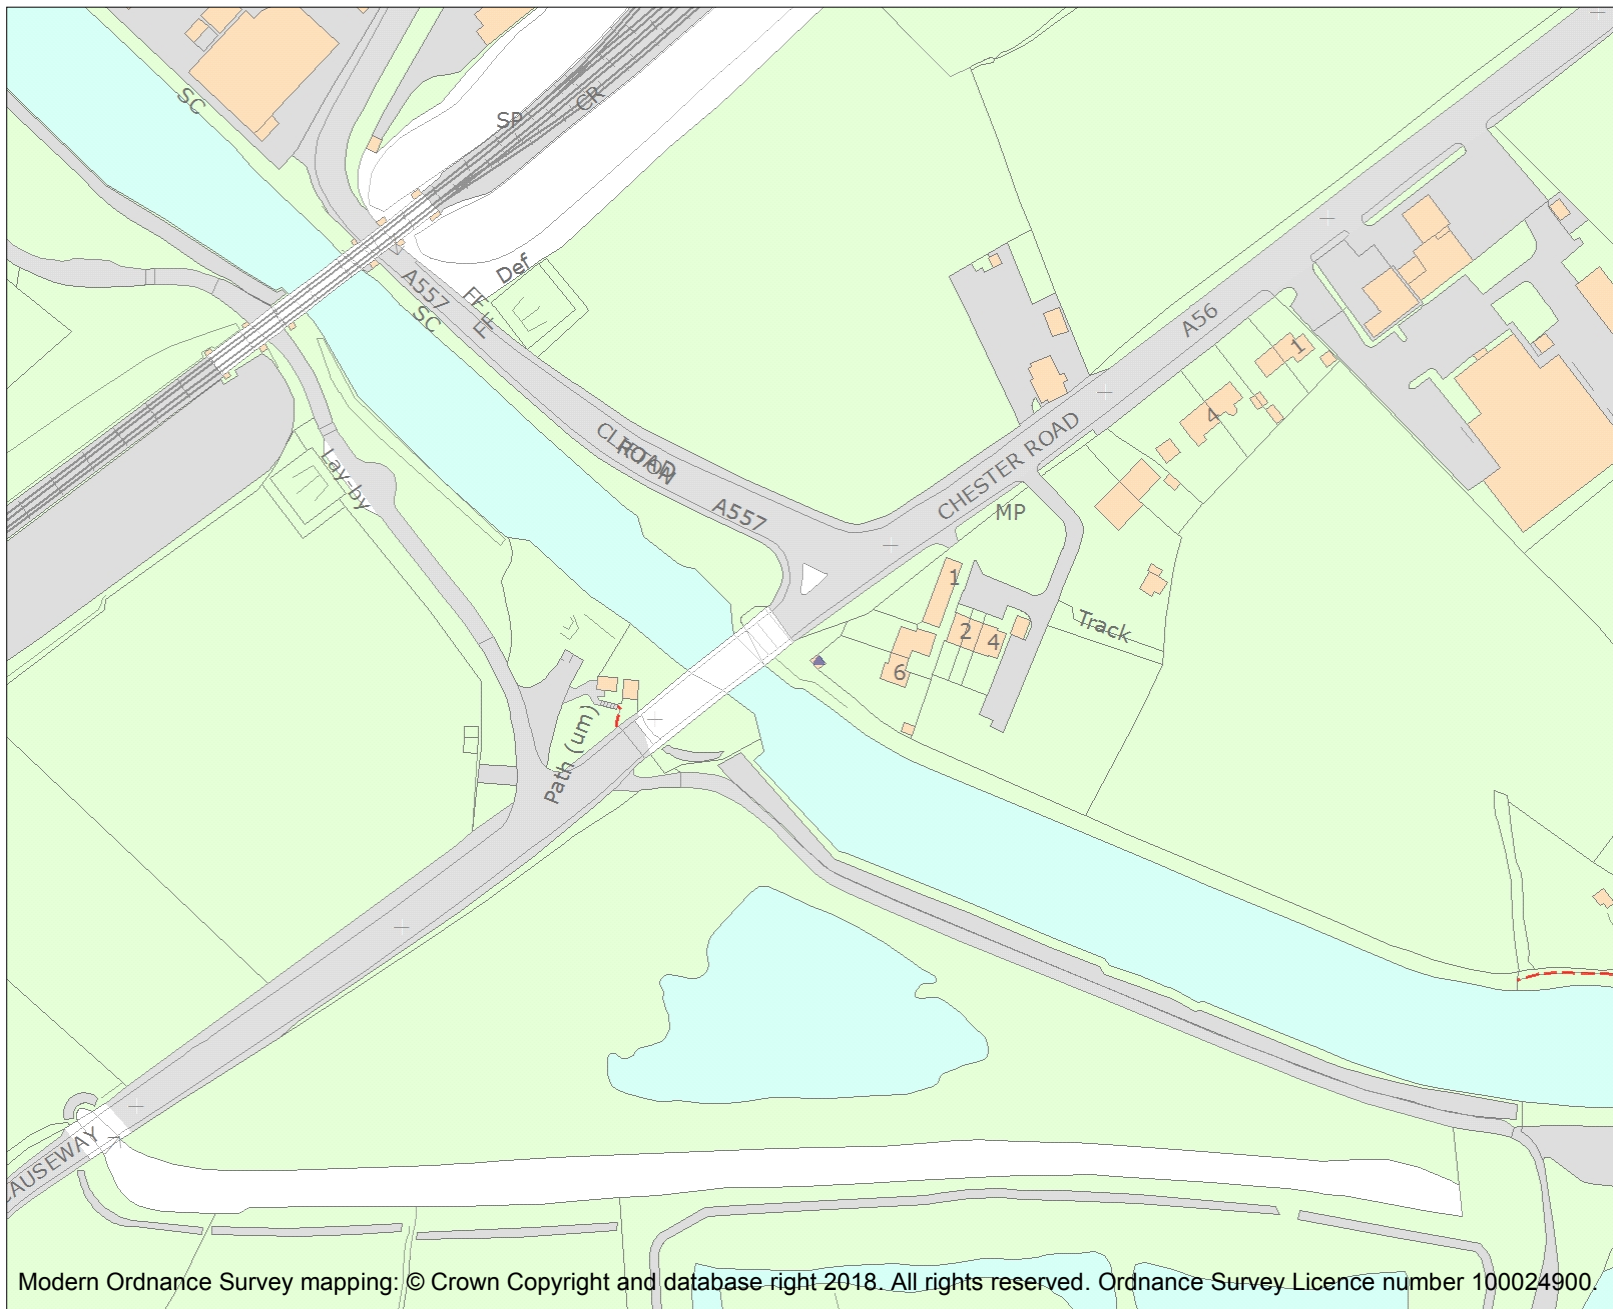 SC
SP
CR
Def
A557
SC
FF
FF
A56
1
4
CLIFTON
ROAD
Lay-by
A557
CHESTER ROAD
MP
1
2
4
Track
6
Path (um)
CAUSEWAY
Modern Ordnance Survey mapping: © Crown Copyright and database right 2018. All rights reserved. Ordnance Survey Licence number 100024900.